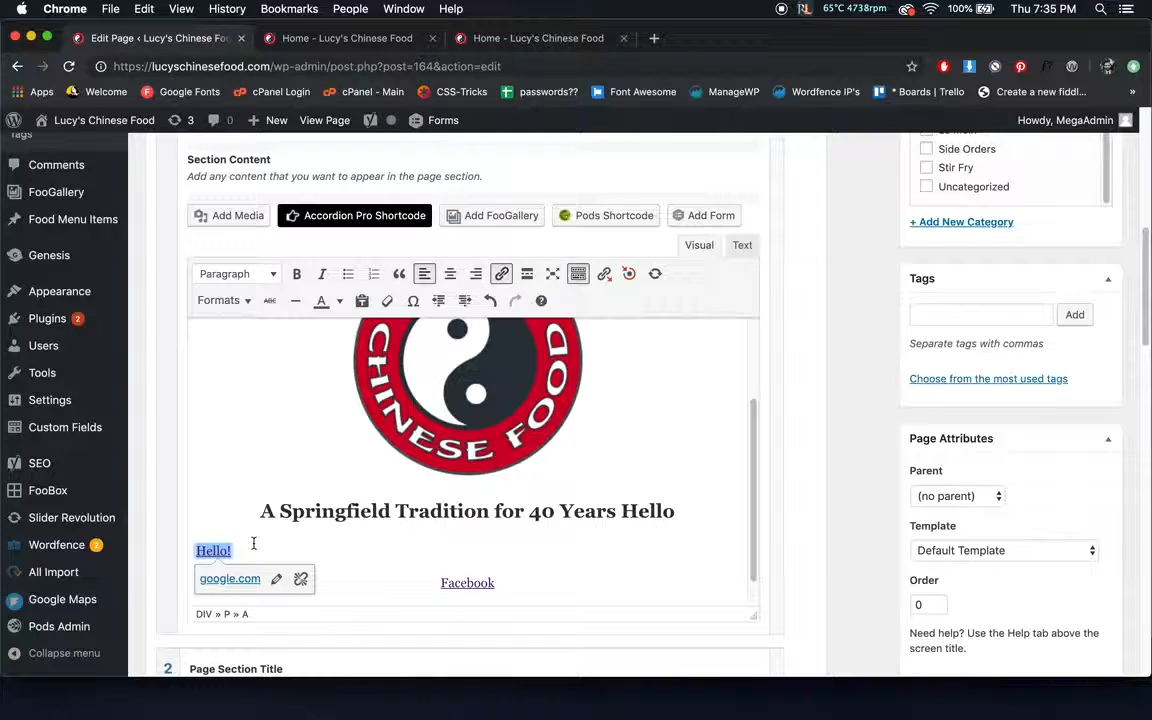 Chrome File Edit View History Bookmarks People Window Help 65°C 4738rpm 100% Thu 7:35 PM
Edit Page ‹ Lucy's Chinese Foo Home - Lucy's Chinese Food Home - Lucy's Chinese Food
https://lucyschinesefood.com/wp-admin/post.php?post=164&action=edit
Apps Welcome Google Fonts cPanel Login cPanel - Main CSS-Tricks passwords?? Font Awesome ManageWP Wordfence IP's * Boards | Trello Create a new fiddl... »
Lucy's Chinese Food 3 0 New View Page Forms Howdy, MegaAdmin
Tags
Comments
FooGallery
Food Menu Items
Genesis
Appearance
Plugins 2
Users
Tools
Settings
Custom Fields
SEO
FooBox
Slider Revolution
Wordfence 2
All Import
Google Maps
Pods Admin
Collapse menu
Section Content
Add any content that you want to appear in the page section.
Add Media Accordion Pro Shortcode Add FooGallery Pods Shortcode Add Form
Visual Text
Paragraph B I
Formats ABC A
CHINESE FOOD
A Springfield Tradition for 40 Years Hello
Hello!
google.com
Facebook
DIV » P » A
2 Page Section Title
Side Orders
Stir Fry
Uncategorized
+ Add New Category
Tags
Add
Separate tags with commas
Choose from the most used tags
Page Attributes
Parent
(no parent)
Template
Default Template
Order
0
Need help? Use the Help tab above the
screen title.